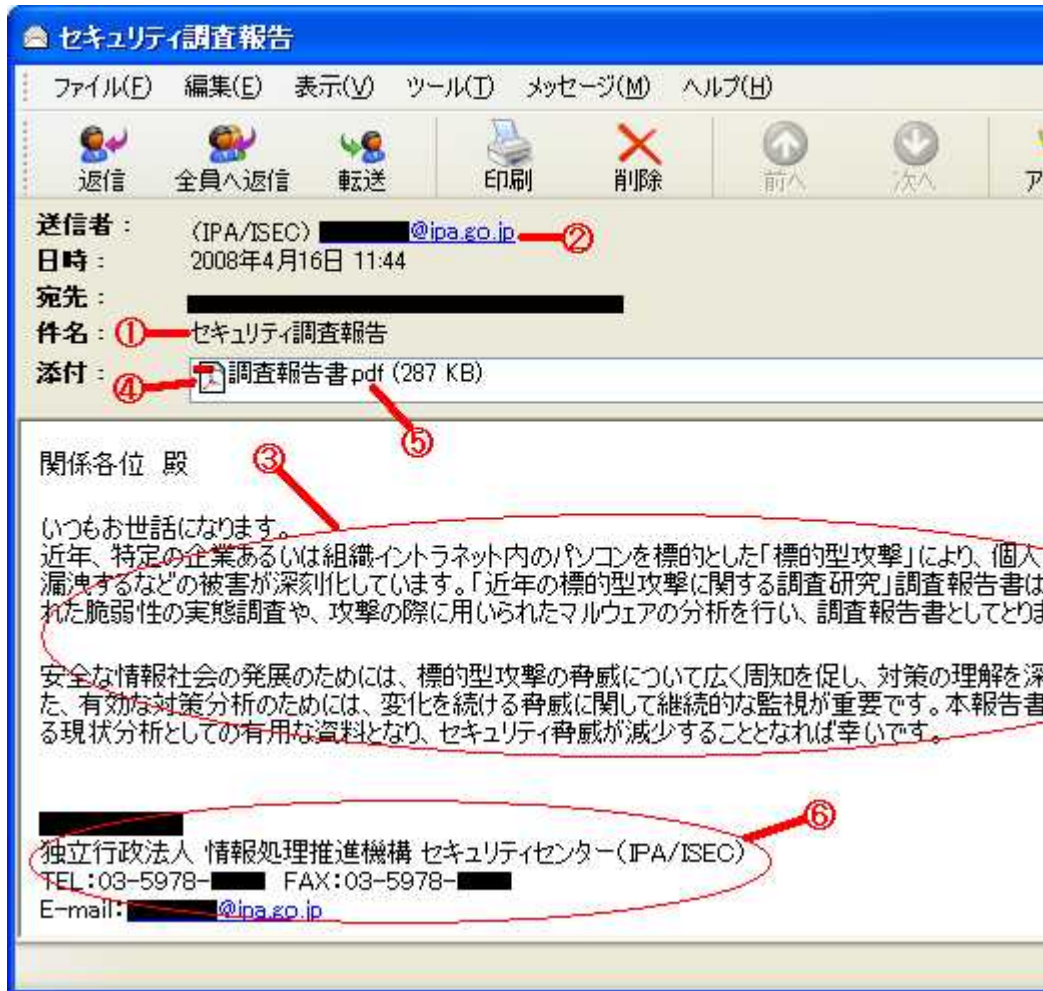 セキュリティ調査報告
ファイル(F) 編集(E) 表示(V) ツール(T) メッセージ(M) ヘルプ(H)
返信 全員へ返信 転送 印刷 削除 前へ 次へ ア
送信者: (IPA/ISEC) @ipa.go.jp ②
日時: 2008年4月16日 11:44
宛先:
件名: ① セキュリティ調査報告
添付: ④ 調査報告書.pdf (287 KB)
⑤
関係各位 殿 ③
いつもお世話になります。
近年、特定の企業あるいは組織イントラネット内のパソコンを標的とした「標的型攻撃」により、個人
漏洩するなどの被害が深刻化しています。「近年の標的型攻撃に関する調査研究」調査報告書は
れた脆弱性の実態調査や、攻撃の際に用いられたマルウェアの分析を行い、調査報告書としてとりま
安全な情報社会の発展のためには、標的型攻撃の脅威について広く周知を促し、対策の理解を深
た、有効な対策分析のためには、変化を続ける脅威に関して継続的な監視が重要です。本報告書
る現状分析としての有用な資料となり、セキュリティ脅威が減少することとなれば幸いです。
⑥
独立行政法人 情報処理推進機構 セキュリティセンター(IPA/ISEC)
TEL:03-5978- FAX:03-5978-
E-mail: @ipa.go.jp